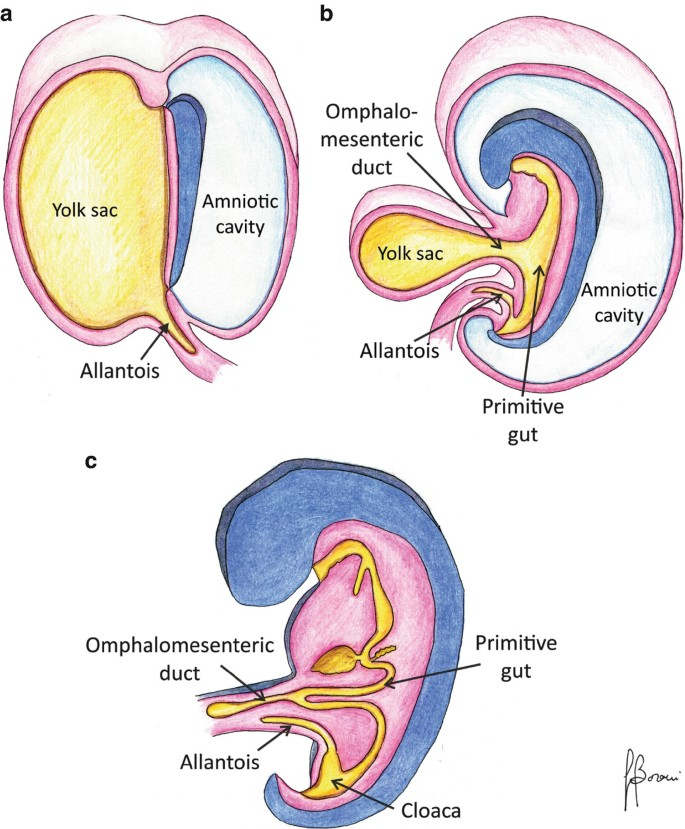 a
Yolk sac
Amniotic
cavity
Allantois
b
Omphalo-
mesenteric
duct
Yolk sac
Amniotic
cavity
Allantois
Primitive
gut
c
Omphalomesenteric
duct
Primitive
gut
Allantois
Cloaca